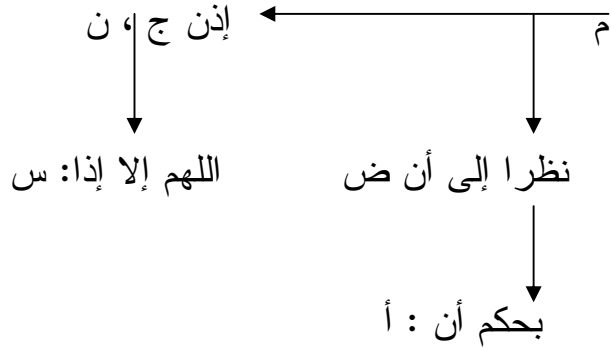 م إذن ج ، ن
نظرا إلى أن ض اللهم إلا إذا: س
بحكم أن : أ